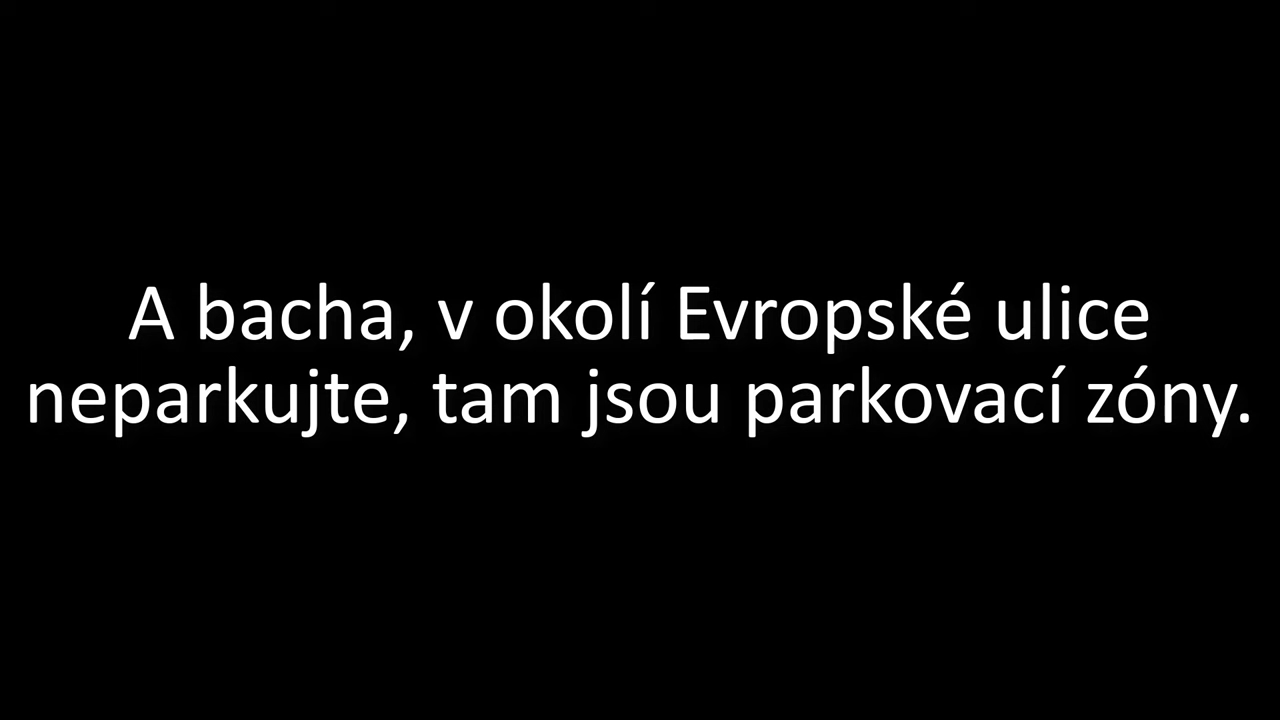 A bacha, v okolí Evropské ulice
neparkujte, tam jsou parkovací zóny.